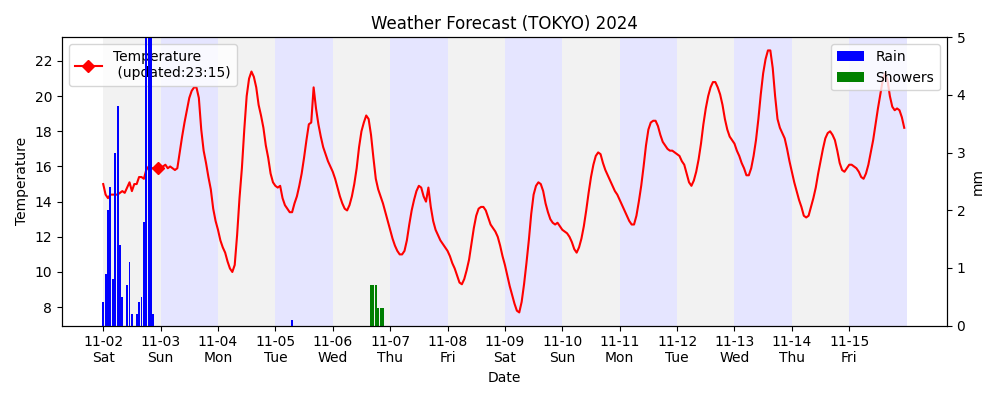 Weather Forecast (TOKYO) 2024
Temperature
(updated:23:15)
Rain
Showers
Temperature
22
20
18
16
14
12
10
8
5
4
3
2
1
0
mm
11-02 11-03 11-04 11-05 11-06 11-07 11-08 11-09 11-10 11-11 11-12 11-13 11-14 11-15
Sat Sun Mon Tue Wed Thu Fri Sat Sun Mon Tue Wed Thu Fri
Date